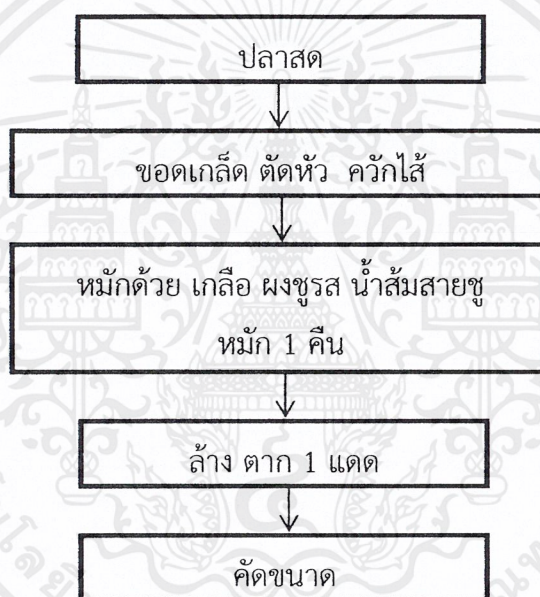 ปลาสด
ขอดเกล็ด ตัดหัว ควักไส้
หมักด้วย เกลือ ผงชูรส น้ำส้มสายชู
หมัก 1 คืน
ล้าง ตาก 1 แดด
คัดขนาด